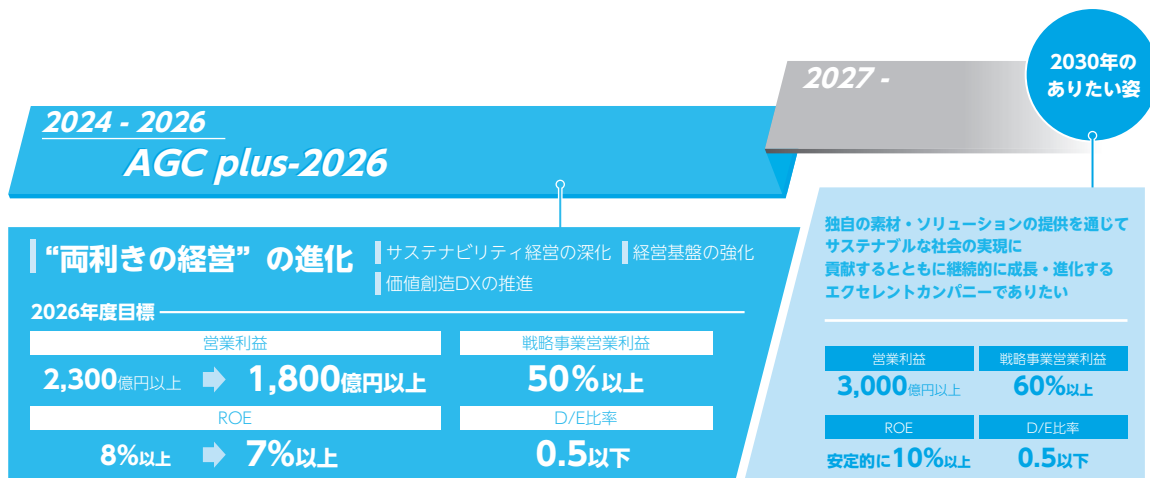 2024 - 2026
AGC plus-2026
2027 -
2030年の
ありたい姿
“両利きの経営” の進化
サステナビリティ経営の深化
経営基盤の強化
価値創造DXの推進
2026年度目標
営業利益
戦略事業営業利益
2,300億円以上 1,800億円以上
50%以上
ROE
D/E比率
8%以上 7%以上
0.5以下
独自の素材・ソリューションの提供を通じて
サステナブルな社会の実現に
貢献するとともに継続的に成長・進化する
エクセレントカンパニーでありたい
営業利益
戦略事業営業利益
3,000億円以上
60%以上
ROE
D/E比率
安定的に10%以上
0.5以下